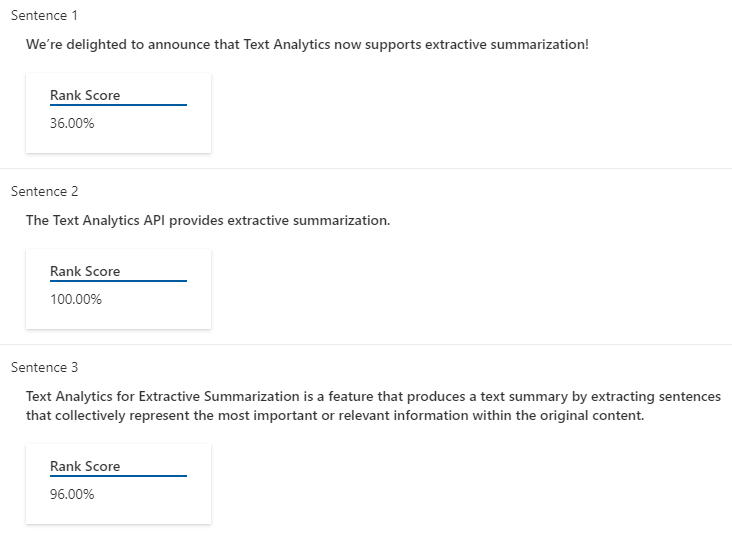 Sentence 1
We’re delighted to announce that Text Analytics now supports extractive summarization!
Rank Score
36.00%
Sentence 2
The Text Analytics API provides extractive summarization.
Rank Score
100.00%
Sentence 3
Text Analytics for Extractive Summarization is a feature that produces a text summary by extracting sentences
that collectively represent the most important or relevant information within the original content.
Rank Score
96.00%